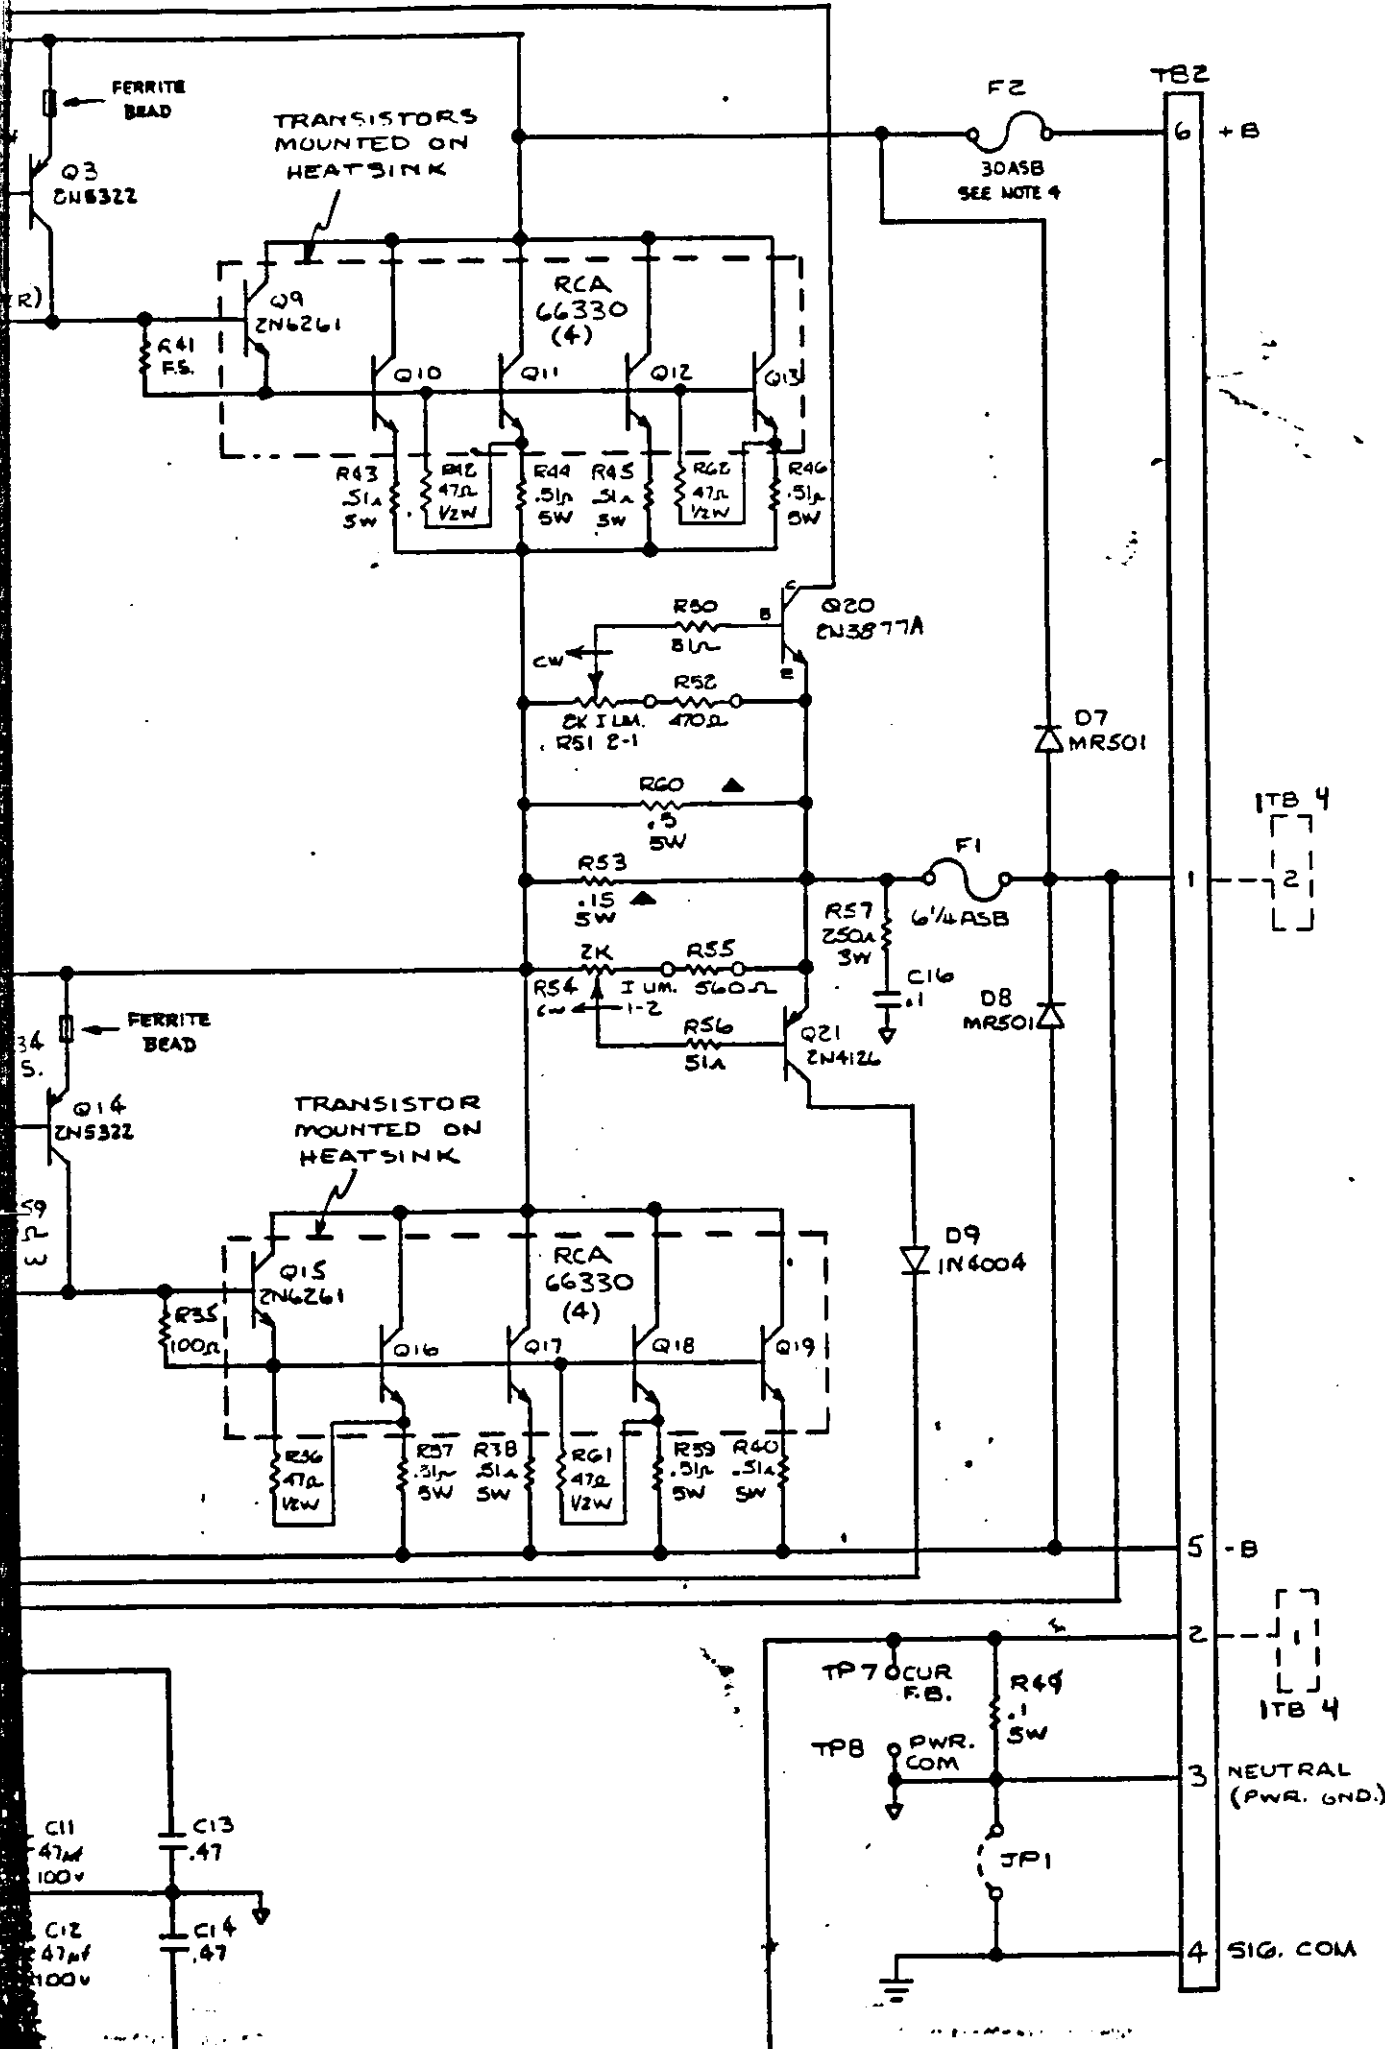 TB2
F2
6 +B
30ASB
SEE NOTE 4
FERRITE
BEAD
TRANSISTORS
MOUNTED ON
HEATSINK
Q3
2N5322
RCA
66330
(4)
Q9
2N6261
R41
F.S.
Q10
Q11
Q12
Q13
R43
.51Ω
5W
R42
47Ω
1/2W
R44
.51Ω
5W
R45
.51Ω
5W
R62
47Ω
1/2W
R46
.51Ω
5W
R50
51Ω
B
C
E
Q20
2N3877A
CW
R52
470Ω
2K I LIM.
R51 2-1
D7
MR501
R60
.5
5W
1TB 4
2
R53
.15
5W
F1
6 1/4 ASB
1
R57
250Ω
3W
C16
.1
2K
R54
CW
I LIM.
1-2
R55
560Ω
R56
51Ω
Q21
2N4126
D8
MR501
FERRITE
BEAD
34
S.
Q14
2N5322
TRANSISTOR
MOUNTED ON
HEATSINK
59
Ω
W
RCA
66330
(4)
Q15
2N6261
D9
1N4004
R35
100Ω
Q16
Q17
Q18
Q19
R36
47Ω
1/2W
R37
.51Ω
5W
R38
.51Ω
5W
R61
47Ω
1/2W
R39
.51Ω
5W
R40
.51Ω
5W
5 -B
2
1
1TB 4
TP7
CUR
F.B.
R49
.1
5W
TP8
PWR.
COM
3 NEUTRAL
(PWR. GND.)
JP1
4 SIG. COM
C11
47µf
100V
C13
.47
C12
47µf
100V
C14
.47